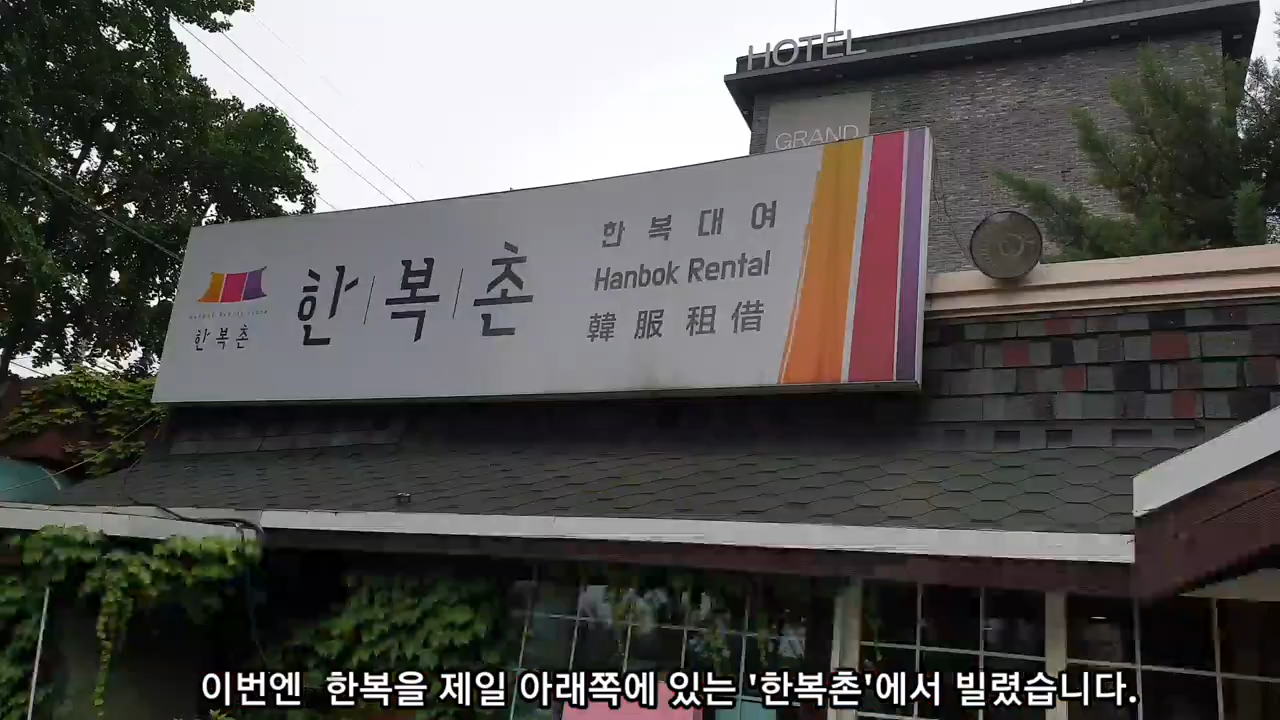 HOTEL
GRAND
한복촌
한복촌
한복대여
Hanbok Rental
韓服租借
이번엔 한복을 제일 아래쪽에 있는 '한복촌'에서 빌렸습니다.